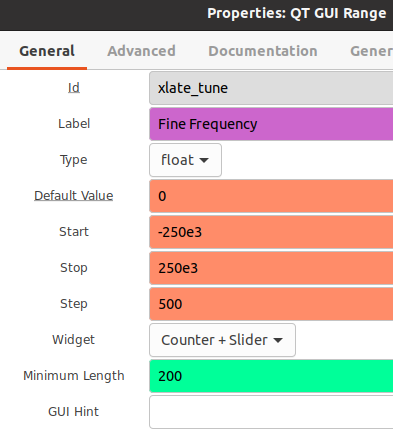 Properties: QT GUI Range
General Advanced Documentation Gener
Id xlate_tune
Label Fine Frequency
Type float
Default Value 0
Start -250e3
Stop 250e3
Step 500
Widget Counter + Slider
Minimum Length 200
GUI Hint